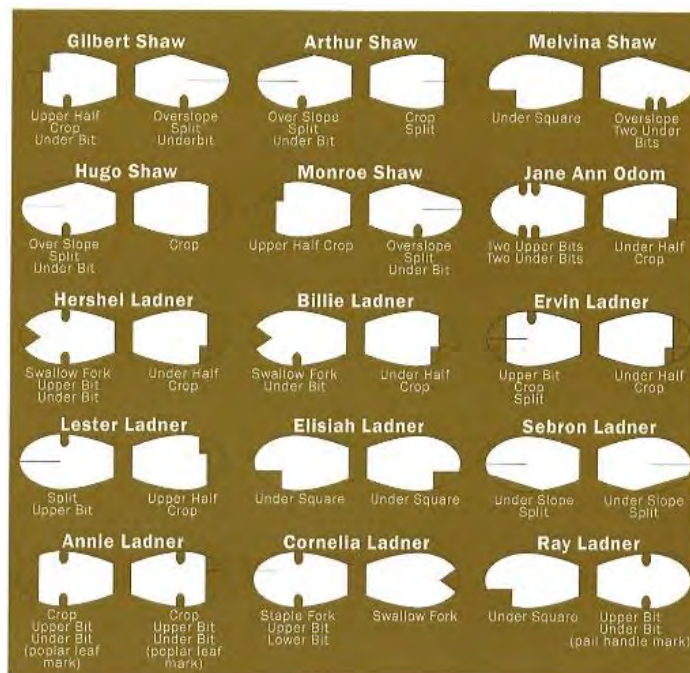 Gilbert Shaw
Upper Half
Crop
Under Bit
Overslope
Split
Underbit
Arthur Shaw
Over Slope
Split
Under Bit
Crop
Split
Melvina Shaw
Under Square
Overslope
Two Under
Bits
Hugo Shaw
Over Slope
Split
Under Bit
Crop
Monroe Shaw
Upper Half Crop
Overslope
Split
Under Bit
Jane Ann Odom
Two Upper Bits
Two Under Bits
Under Half
Crop
Hershel Ladner
Swallow Fork
Upper Bit
Under Bit
Under Half
Crop
Billie Ladner
Swallow Fork
Under Bit
Under Half
Crop
Ervin Ladner
Upper Bit
Crop
Split
Under Half
Crop
Lester Ladner
Split
Upper Bit
Upper Half
Crop
Elisiah Ladner
Under Square
Under Square
Sebron Ladner
Under Slope
Split
Under Slope
Split
Annie Ladner
Crop
Upper Bit
Under Bit
(poplar leaf
mark)
Crop
Upper Bit
Under Bit
(poplar leaf
mark)
Cornelia Ladner
Staple Fork
Upper Bit
Lower Bit
Swallow Fork
Ray Ladner
Under Square
Upper Bit
Under Bit
(pail handle mark)